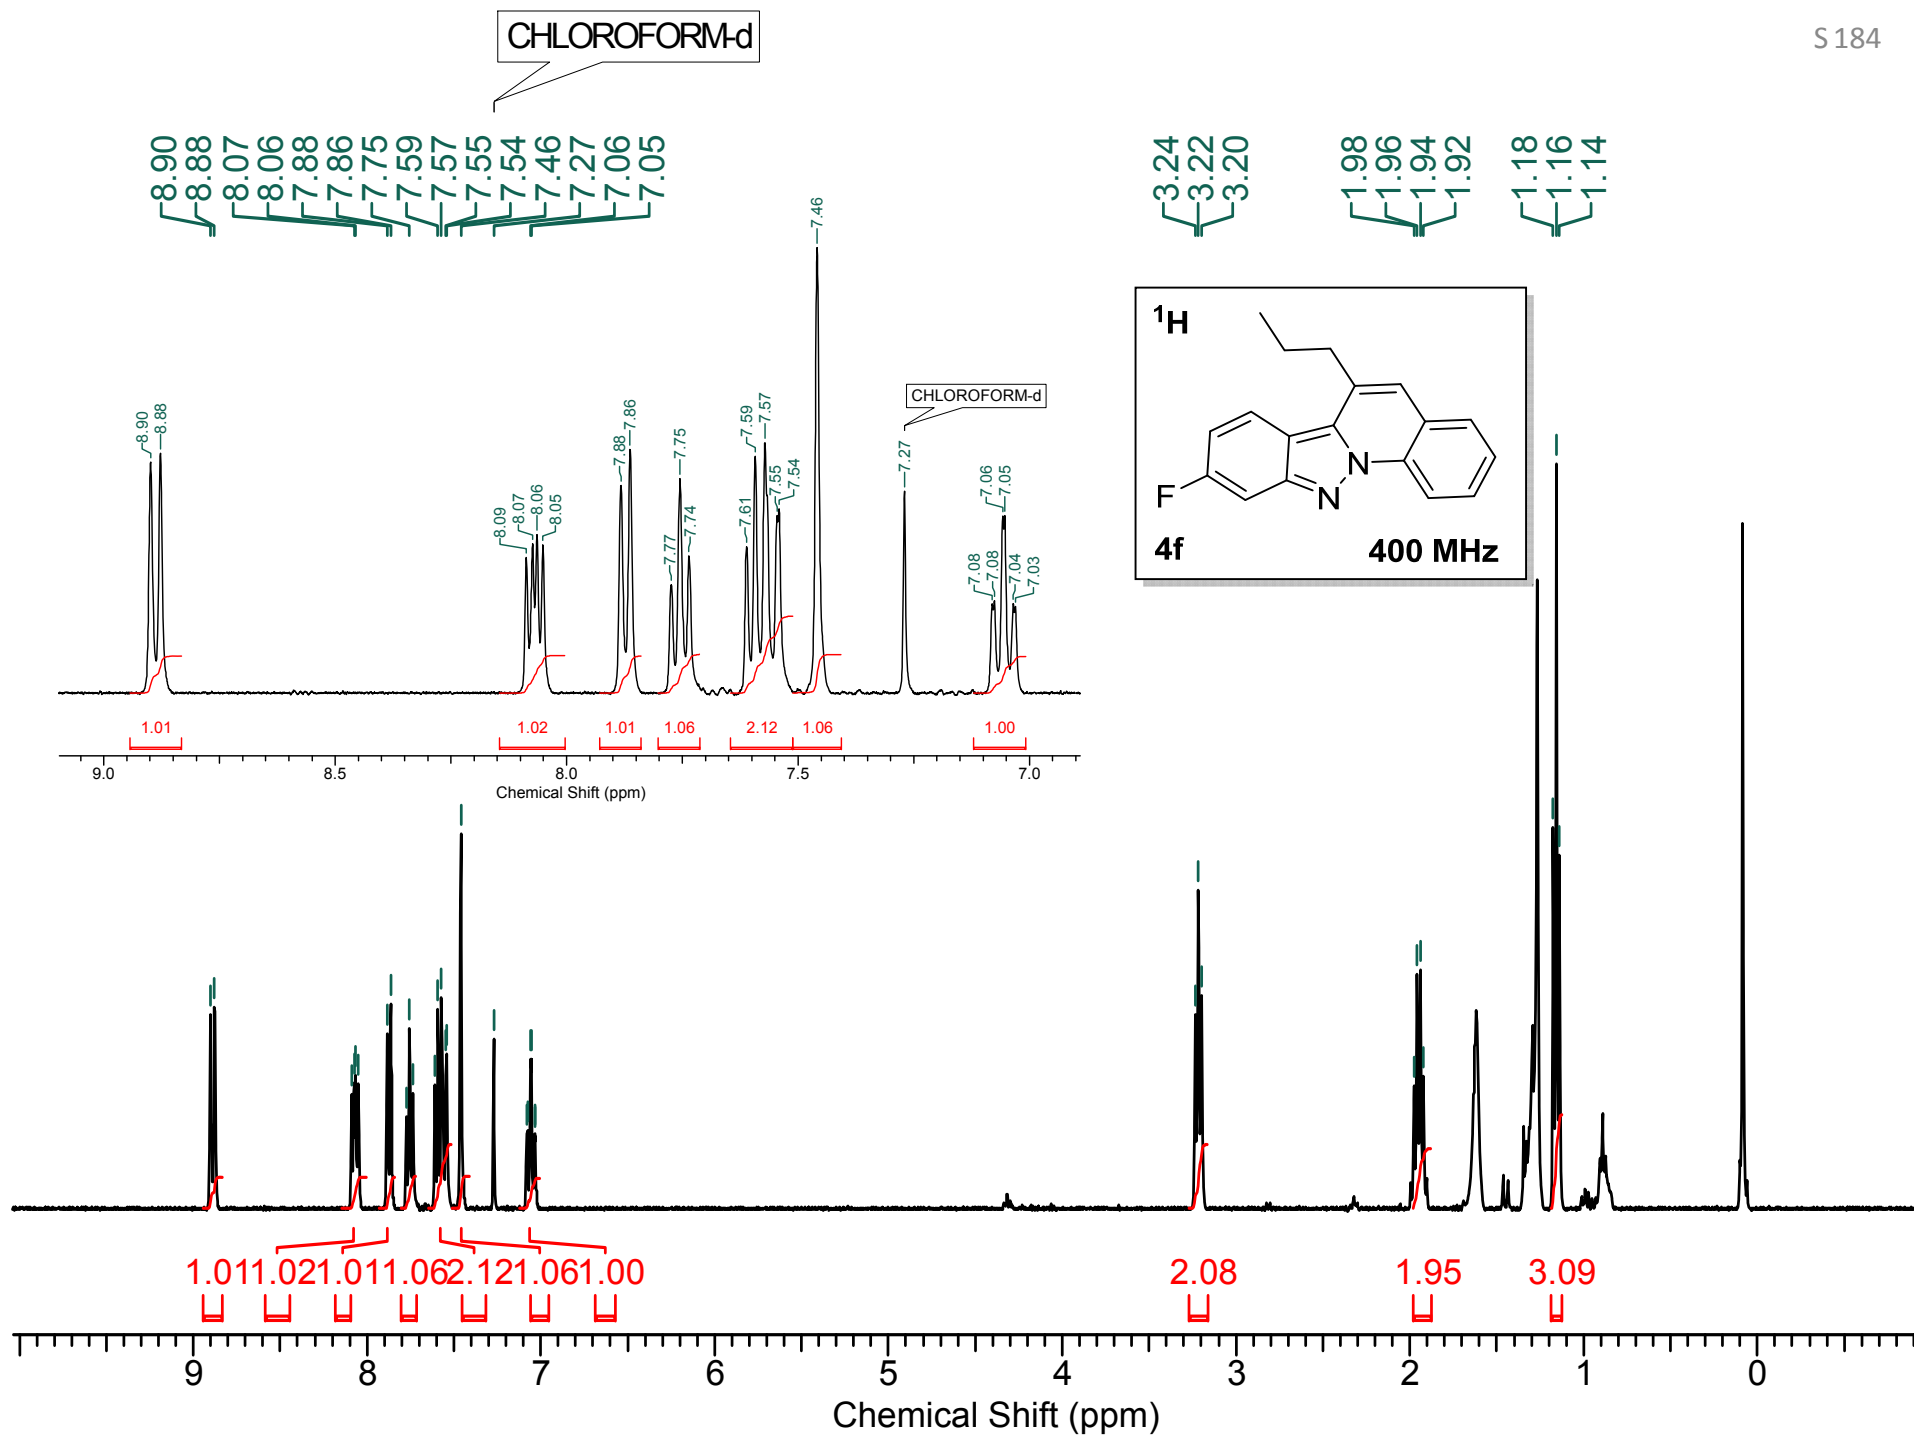 S 184
CHLOROFORM-d
8.90 8.88 8.07 8.06 7.88 7.86 7.75 7.59 7.57 7.55 7.54 7.46 7.27 7.06 7.05
3.24 3.22 3.20
1.98 1.96 1.94 1.92
1.18 1.16 1.14
8.90 8.88
8.09 8.07 8.06 8.05
7.88 7.86
7.77 7.75 7.74
7.61 7.59 7.57 7.55 7.54
7.46
CHLOROFORM-d
7.27
7.08 7.08 7.06 7.05 7.04 7.03
1.01 1.02 1.01 1.06 2.12 1.06 1.00
9.0 8.5 8.0 7.5 7.0
Chemical Shift (ppm)
¹H
N
F
N
4f 400 MHz
1.01 1.02 1.01 1.06 2.12 1.06 1.00 2.08 1.95 3.09
9 8 7 6 5 4 3 2 1 0
Chemical Shift (ppm)